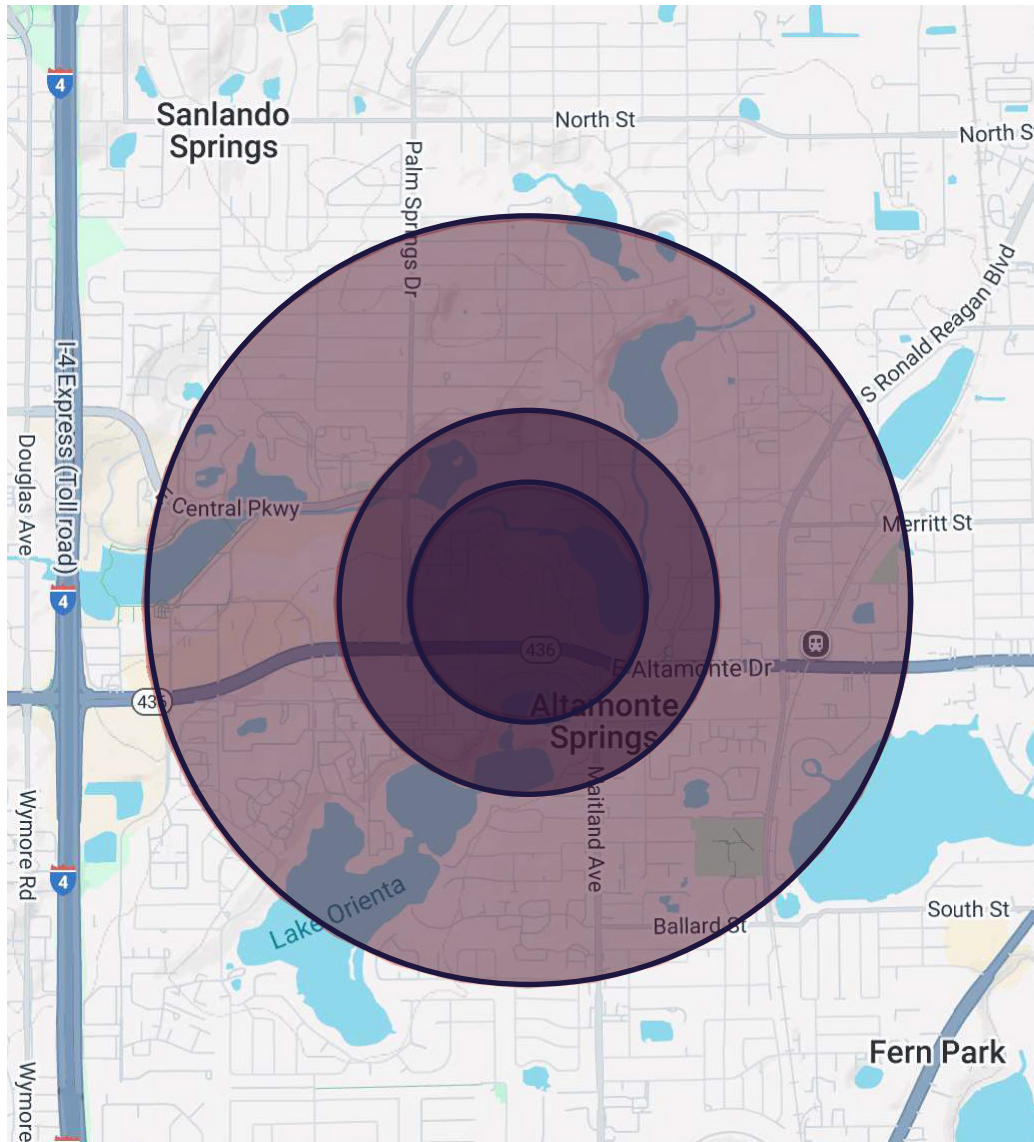 4
Sanlando
Springs
North St
North S
Palm Springs Dr
S Ronald Reagan Blvd
I-4 Express (Toll road)
Douglas Ave
E Central Pkwy
Merritt St
4
436
E Altamonte Dr
436
Altamonte
Springs
Maitland Ave
Wymore Rd
4
Lake Orienta
Ballard St
South St
Fern Park
Wymore